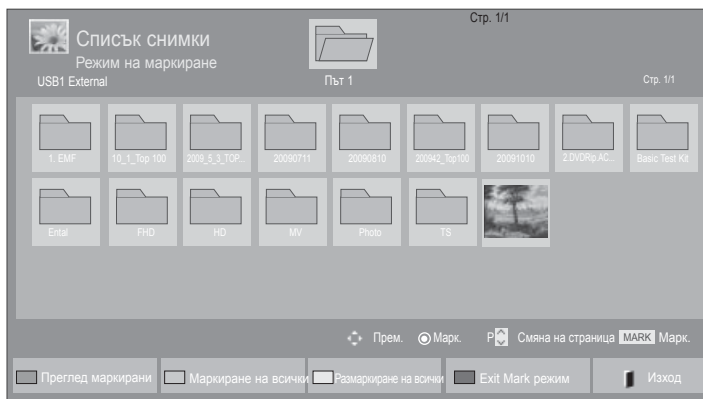 Стр. 1/1
Списък снимки
Режим на маркиране
USB1 External
Път 1
Стр. 1/1
1. EMF 10_1_Top 100 2009_5_3_TOP... 20090711 20090810 200942_Top100 20091010 2.DVDRip.AC... Basic Test Kit
Ental FHD HD MV Photo TS
Прем. Марк. P Смяна на страница MARK Марк.
Преглед маркирани Маркиране на всички Размаркиране на всички Exit Mark режим Изход